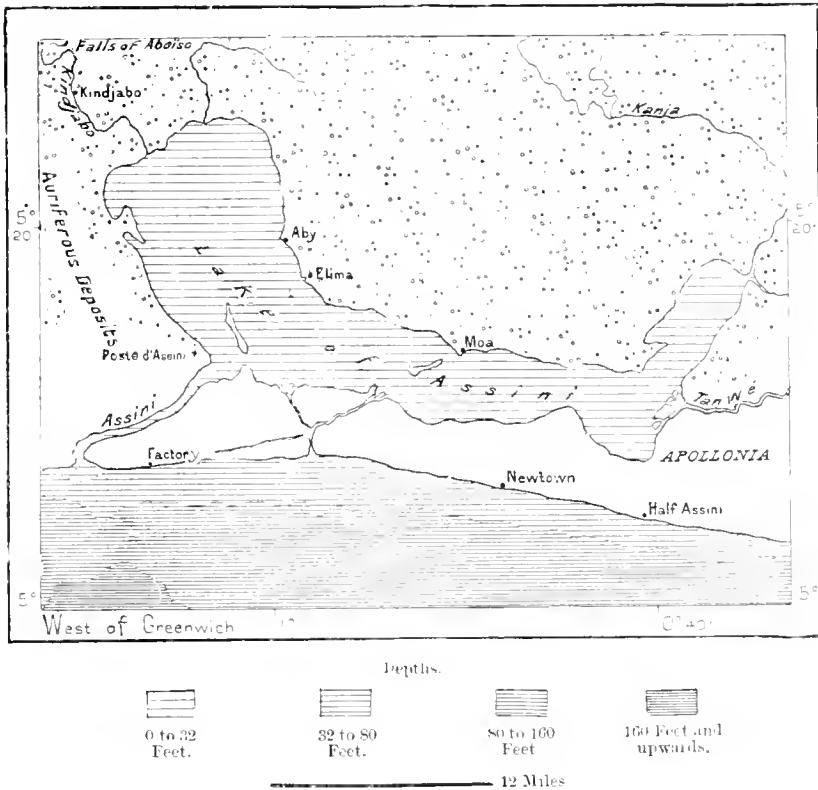 Falls of Aboiso
Kindjabo
Kindjabo
Kanja
Auriferous Deposits
5°
20'
5°
20'
Aby
Elima
Lake
Moa
Poste d'Assini
Assini
Assini
Tanwé
Factory
APOLLONIA
Newtown
Half Assini
5°
5°
West of Greenwich
Depths.
0 to 32
Feet.
32 to 80
Feet.
80 to 160
Feet
160 Feet and
upwards.
12 Miles